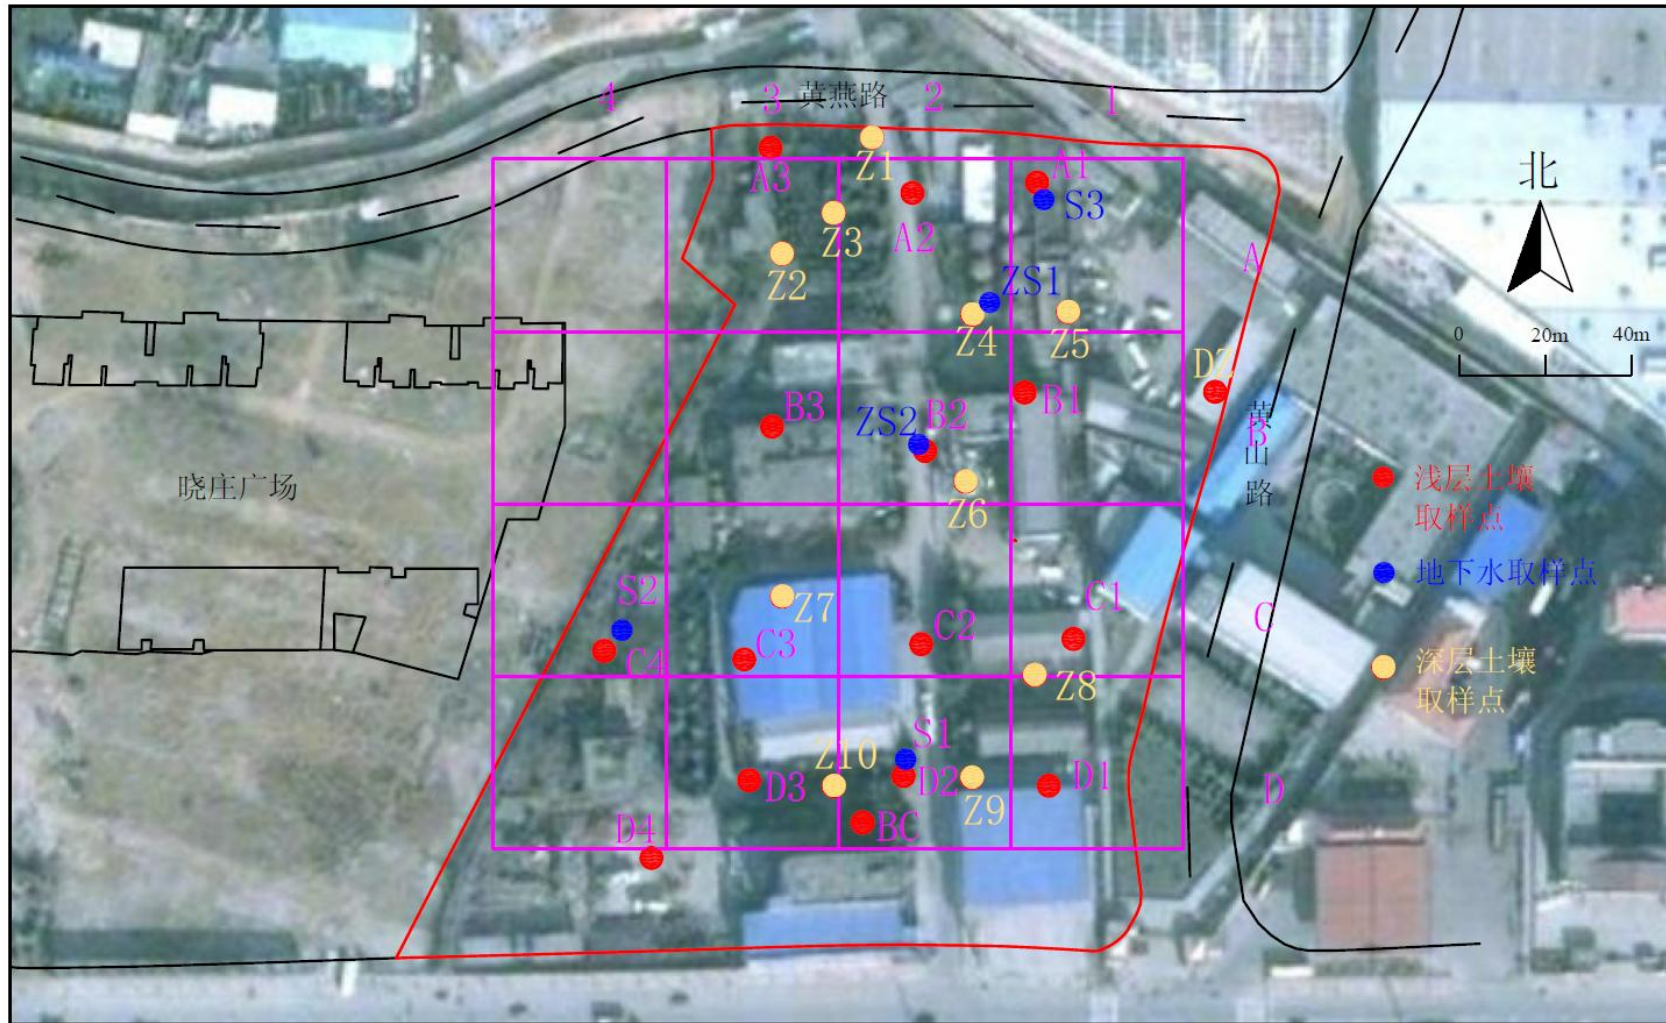 4
3
黄燕路
2
1
A3
Z1
A1
S3
A2
Z3
Z2
A
北
ZS1
Z4
Z5
0
20m
40m
DZ
B3
ZS2
B2
B1
黄山路
B
晓庄广场
Z6
浅层土壤
取样点
地下水取样点
S2
Z7
C1
C2
C3
C4
C
Z8
深层土壤
取样点
S1
Z10
D3
D2
Z9
D1
D
BC
D4